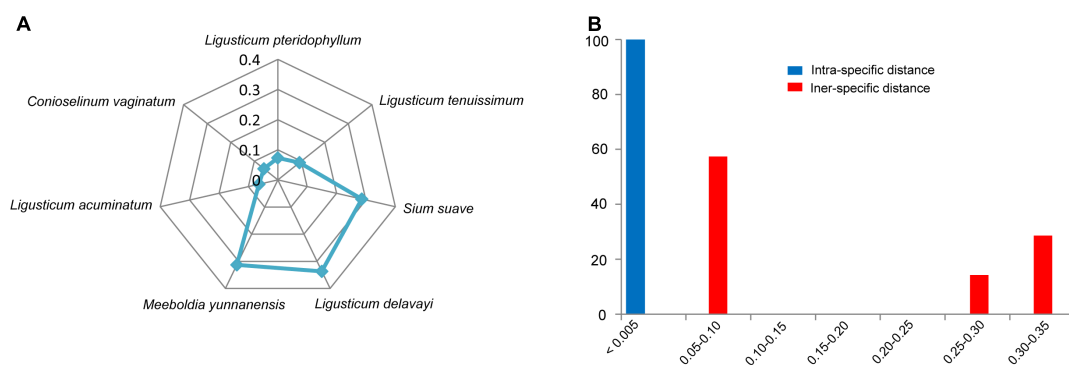 A
Ligusticum pteridophyllum
0.4
0.3
0.2
0.1
0
Ligusticum tenuissimum
Sium suave
Ligusticum delavayi
Meeboldia yunnanensis
Ligusticum acuminatum
Conioselinum vaginatum
B
100
80
60
40
20
0
Intra-specific distance
Iner-specific distance
< 0.005
0.05-0.10
0.10-0.15
0.15-0.20
0.20-0.25
0.25-0.30
0.30-0.35